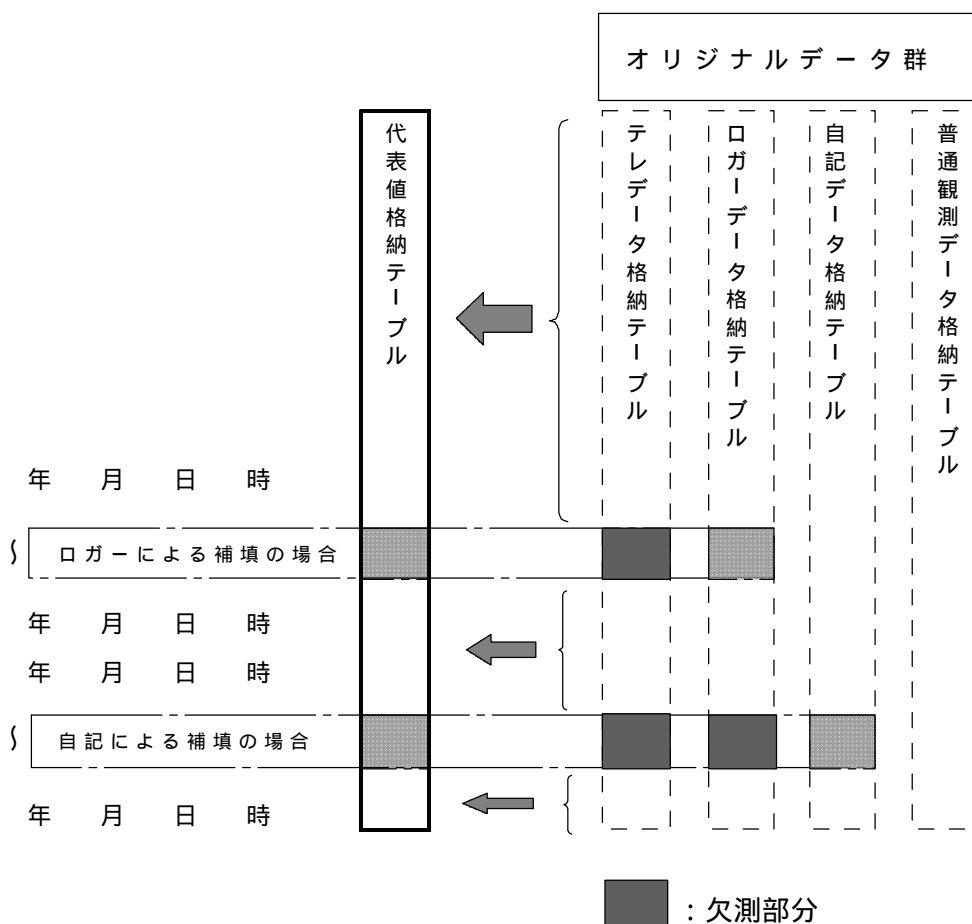 オリジナルデータ群
代表値格納テーブル
テレデータ格納テーブル
ロガーデータ格納テーブル
自記データ格納テーブル
普通観測データ格納テーブル
年 月 日 時
～ ロガーによる補填の場合
年 月 日 時
年 月 日 時
～ 自記による補填の場合
年 月 日 時
：欠測部分